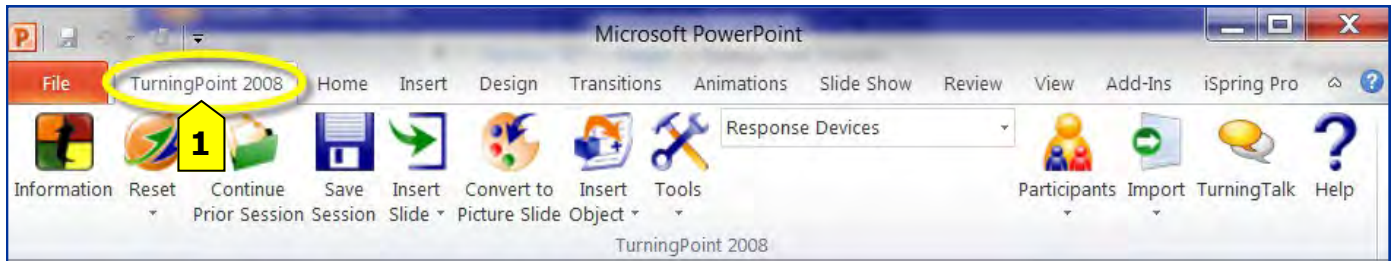 Microsoft PowerPoint
File TurningPoint 2008 Home Insert Design Transitions Animations Slide Show Review View Add-Ins iSpring Pro
1
Response Devices
Information Reset Continue Save Insert Convert to Insert Tools Participants Import TurningTalk Help
Prior Session Session Slide Picture Slide Object
TurningPoint 2008